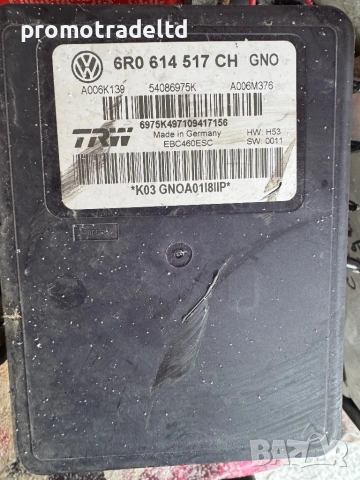 promotradeltd
6R0 614 517 CH GNO
A006K139 54086975K A006M376
6975K497109417156
TRW
Made in Germany
EBC460ESC
HW: H53
SW: 0011
*K03 GNOA01I8IIP*
BAZAR